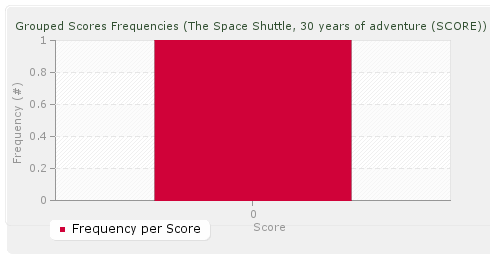 Grouped Scores Frequencies (The Space Shuttle, 30 years of adventure (SCORE))
1
0.8
0.6
0.4
0.2
0
Frequency (#)
0
Score
Frequency per Score